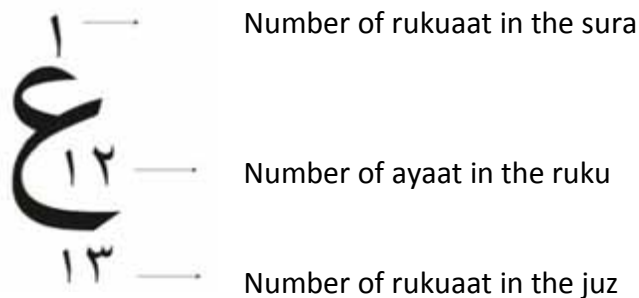 ١ Number of rukuaat in the sura
ع
١٢ Number of ayaat in the ruku
١٣ Number of rukuaat in the juz